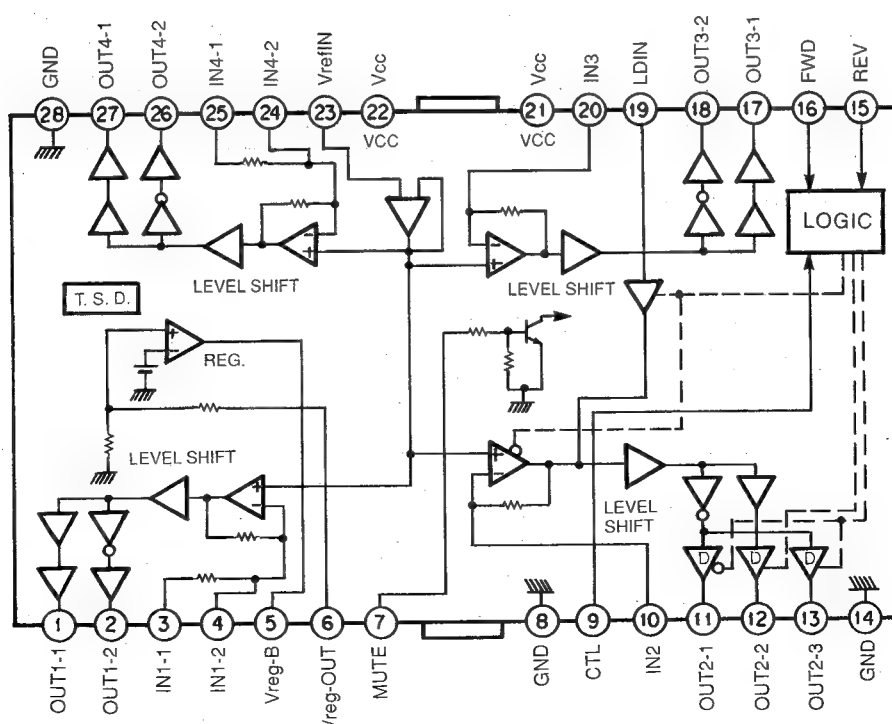 GND
OUT4-1
OUT4-2
IN4-1
IN4-2
VrefIN
Vcc
Vcc
IN3
LDIN
OUT3-2
OUT3-1
FWD
REV
28
27
26
25
24
23
22
21
20
19
18
17
16
15
VCC
VCC
LOGIC
LEVEL SHIFT
LEVEL SHIFT
T. S. D.
REG.
LEVEL SHIFT
LEVEL
SHIFT
D
D
D
1
2
3
4
5
6
7
8
9
10
11
12
13
14
OUT1-1
OUT1-2
IN1-1
IN1-2
Vreg-B
Vreg-OUT
MUTE
GND
CTL
IN2
OUT2-1
OUT2-2
OUT2-3
GND